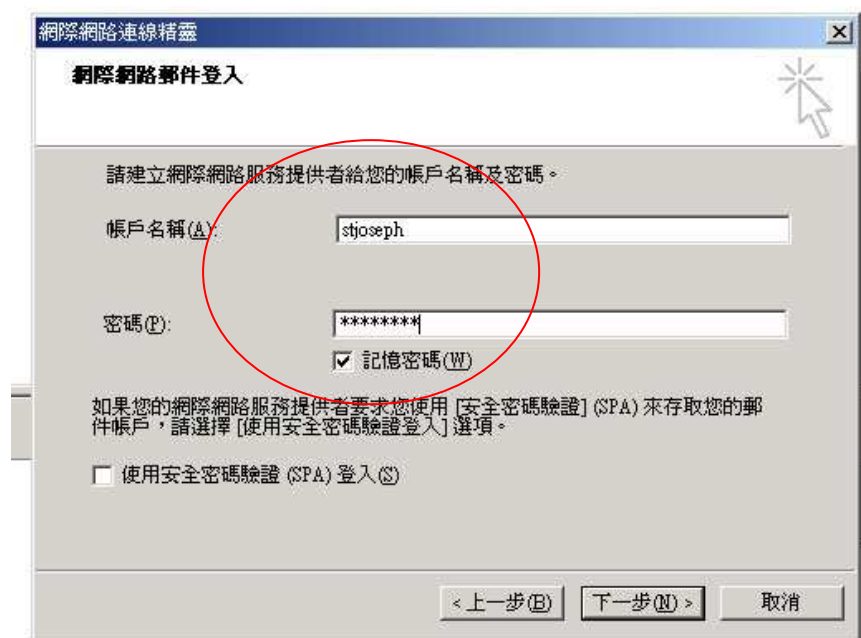 網際網路連線精靈
網際網路郵件登入
請建立網際網路服務提供者給您的帳戶名稱及密碼。
帳戶名稱(A):
stjoseph
密碼(P):
********
記憶密碼(W)
如果您的網際網路服務提供者要求您使用 [安全密碼驗證] (SPA) 來存取您的郵
件帳戶，請選擇 [使用安全密碼驗證登入] 選項。
使用安全密碼驗證 (SPA) 登入(S)
<上一步(B) 下一步(N)> 取消